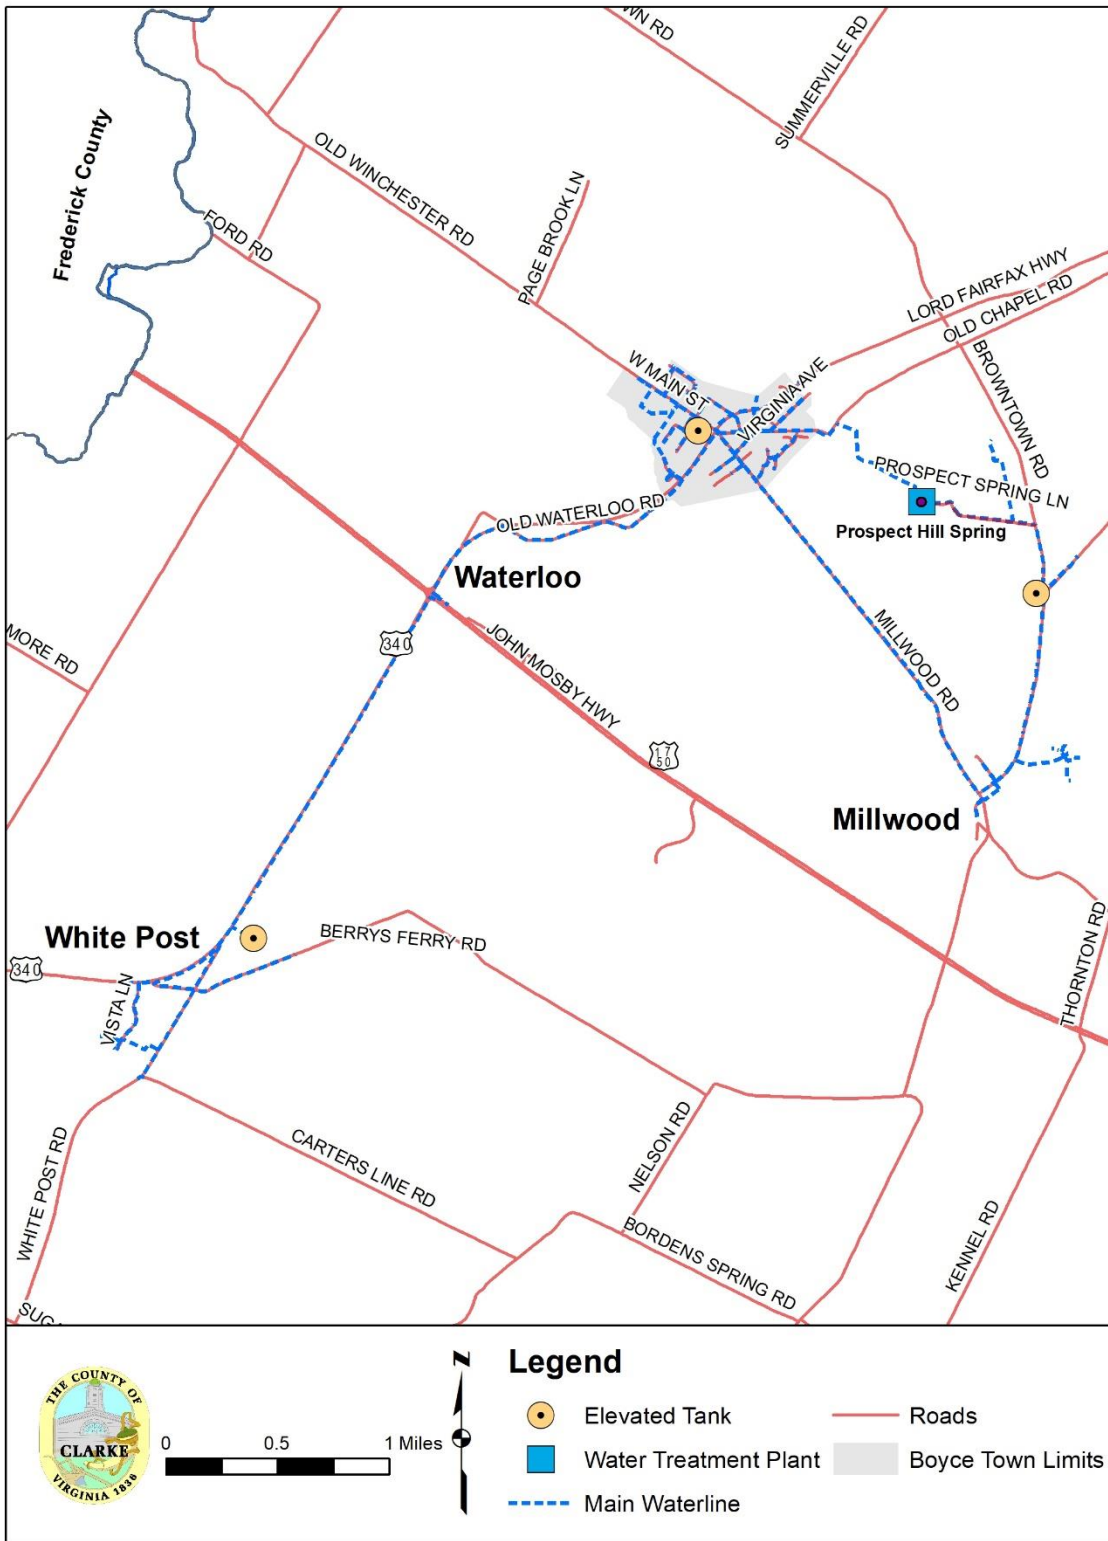 WN RD
SUMMERVILLE RD
Frederick County
OLD WINCHESTER RD
PAGE BROOK LN
FORD RD
LORD FAIRFAX HWY
OLD CHAPEL RD
W MAIN ST
VIRGINIA AVE
BROWNTOWN RD
PROSPECT SPRING LN
OLD WATERLOO RD
Prospect Hill Spring
Waterloo
340
MORE RD
JOHN MOSBY HWY
MILLWOOD RD
17
50
Millwood
White Post
BERRYS FERRY RD
340
VISTA LN
THORNTON RD
NELSON RD
CARTERS LINE RD
WHITE POST RD
BORDENS SPRING RD
KENNEL RD
SUG
THE COUNTY OF
CLARKE
VIRGINIA 1836
0 0.5 1 Miles
N
Legend
Elevated Tank
Water Treatment Plant
Main Waterline
Roads
Boyce Town Limits